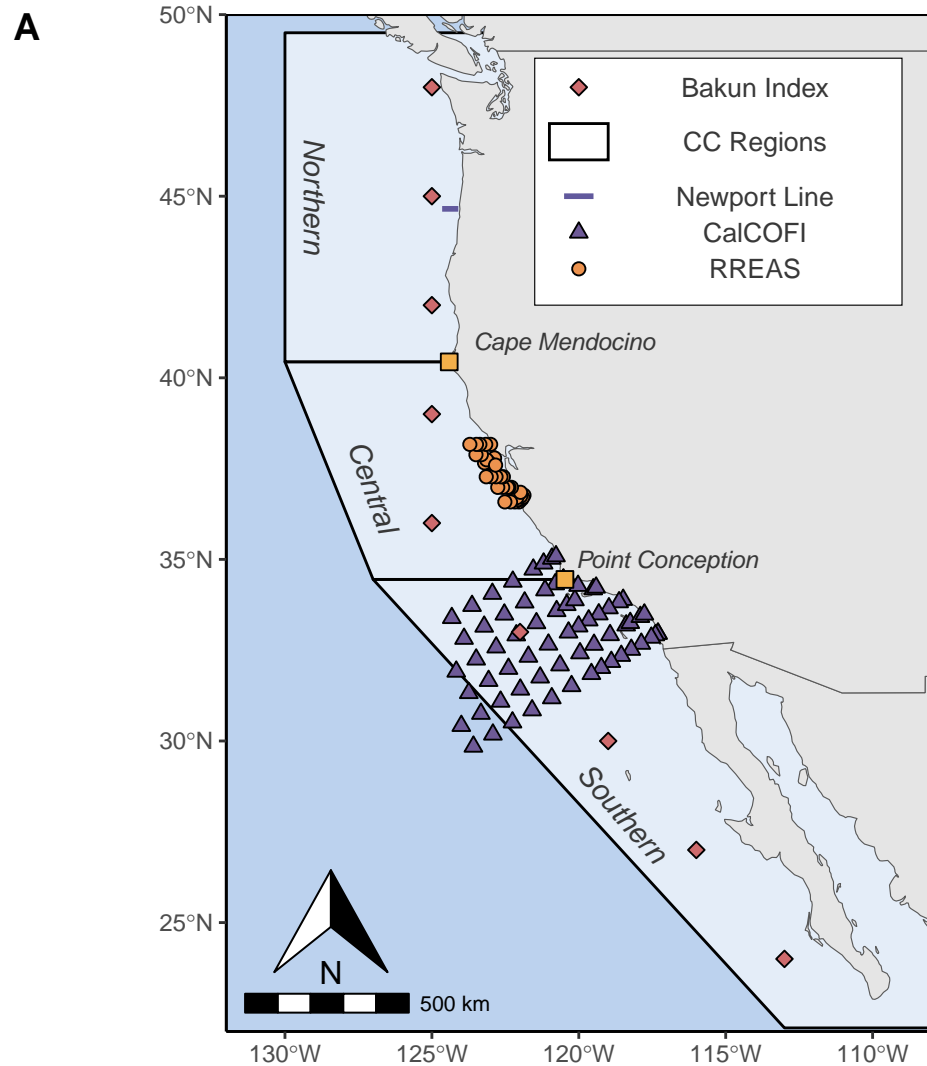 A
50°N
45°N
40°N
35°N
30°N
25°N
Bakun Index
CC Regions
Newport Line
CalCOFI
RREAS
Northern
Cape Mendocino
Central
Point Conception
Southern
N
500 km
130°W
125°W
120°W
115°W
110°W